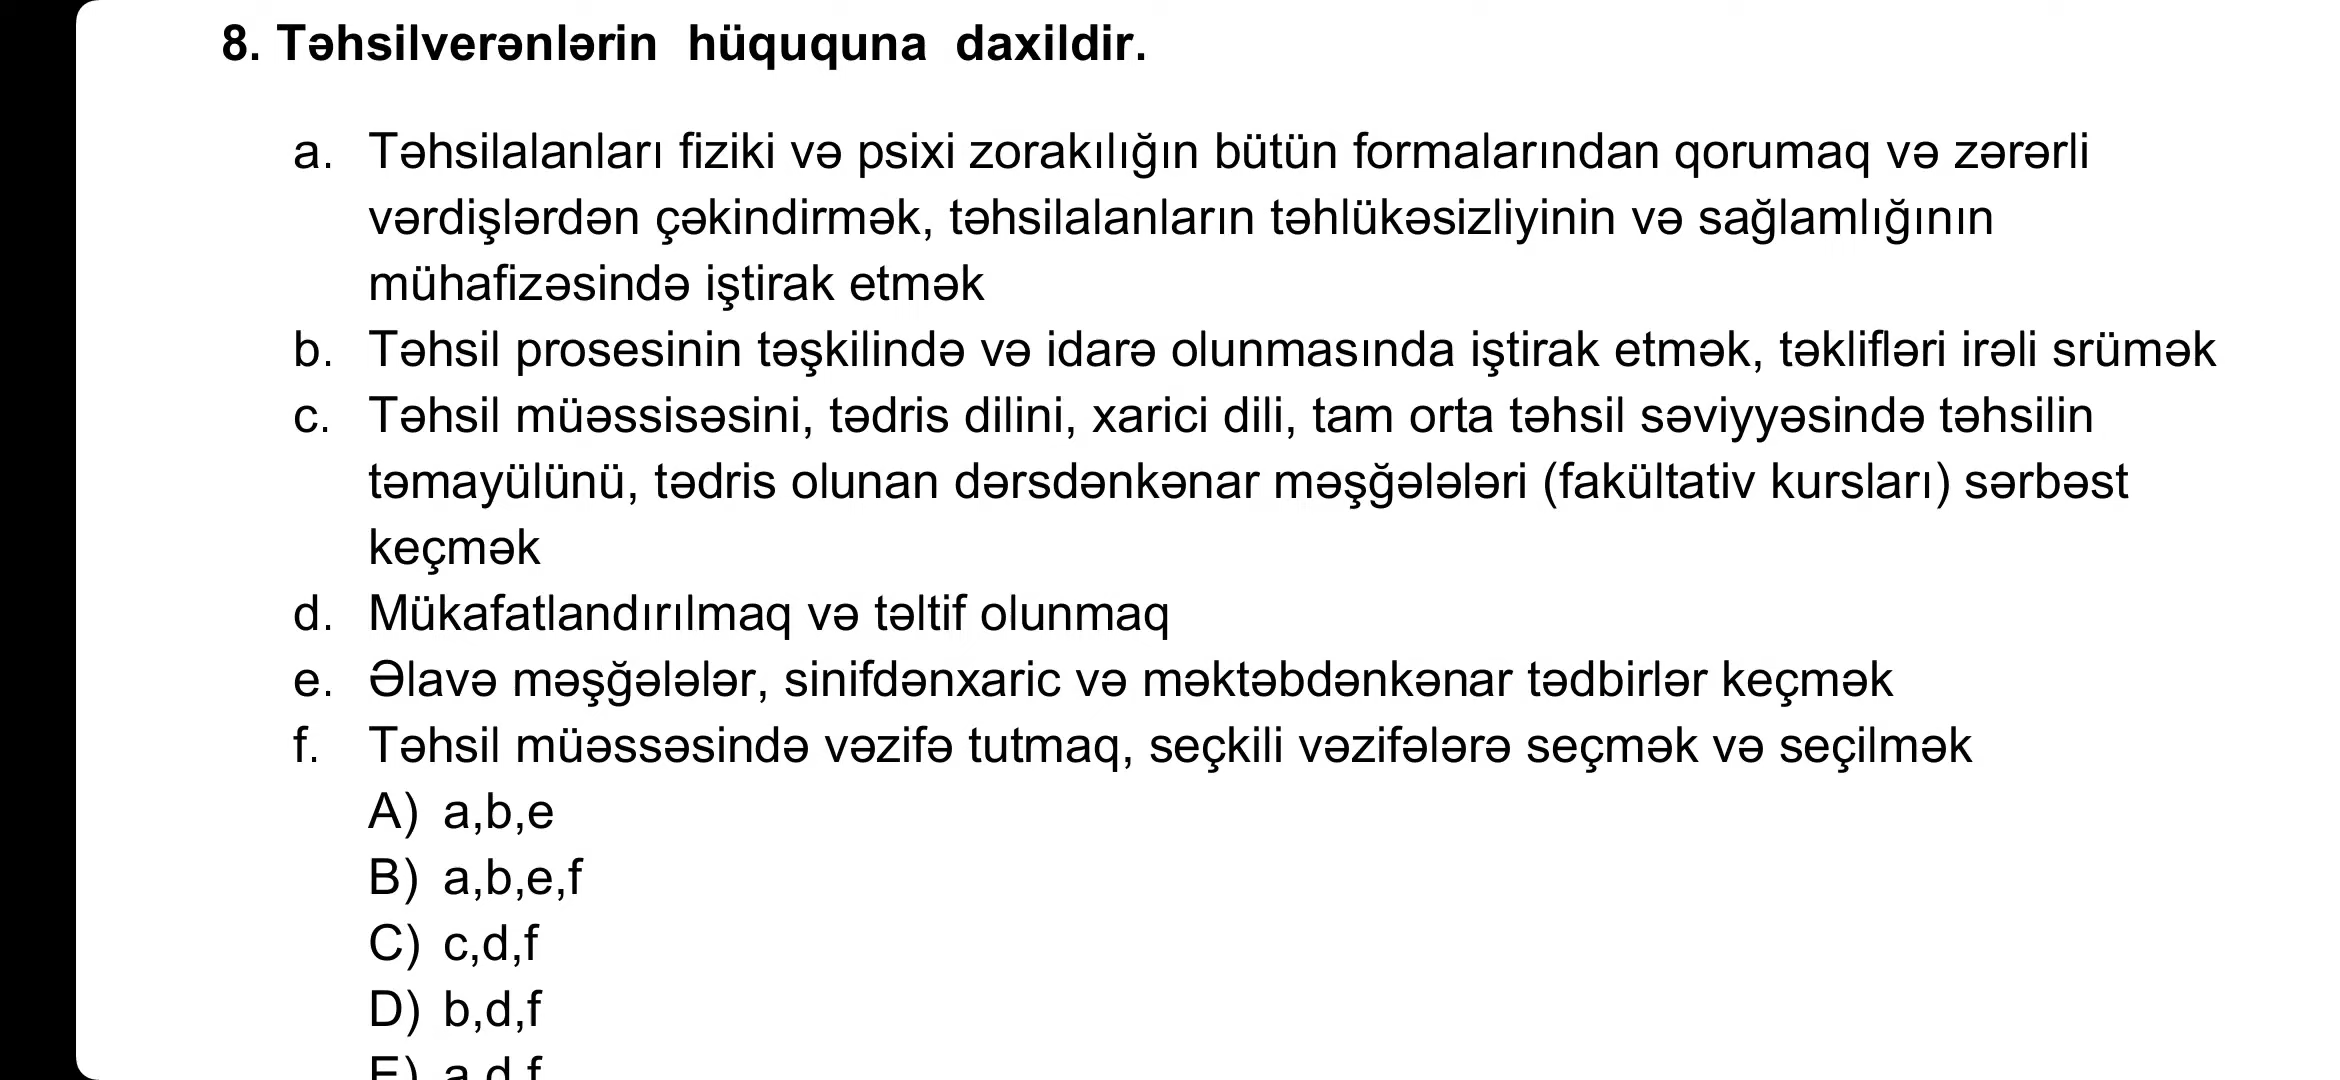 8. Təhsilverənlərin hüququna daxildir.
a. Təhsilalanları fiziki və psixi zorakılığın bütün formalarından qorumaq və zərərli
vərdişlərdən çəkindirmək, təhsilalanların təhlükəsizliyinin və sağlamlığının
mühafizəsində iştirak etmək
b. Təhsil prosesinin təşkilində və idarə olunmasında iştirak etmək, təklifləri irəli srümək
c. Təhsil müəssisəsini, tədris dilini, xarici dili, tam orta təhsil səviyyəsində təhsilin
təmayülünü, tədris olunan dərsdənkənar məşğələləri (fakültativ kursları) sərbəst
keçmək
d. Mükafatlandırılmaq və təltif olunmaq
e. Əlavə məşğələlər, sinifdənxaric və məktəbdənkənar tədbirlər keçmək
f. Təhsil müəssəsində vəzifə tutmaq, seçkili vəzifələrə seçmək və seçilmək
A) a,b,e
B) a,b,e,f
C) c,d,f
D) b,d,f
E) a,d,f